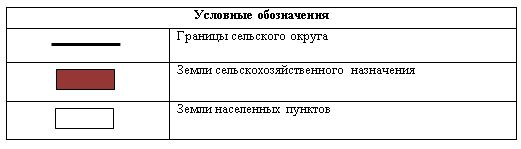 Условные обозначения
Границы сельского округа
Земли сельскохозяйственного назначения
Земли населенных пунктов